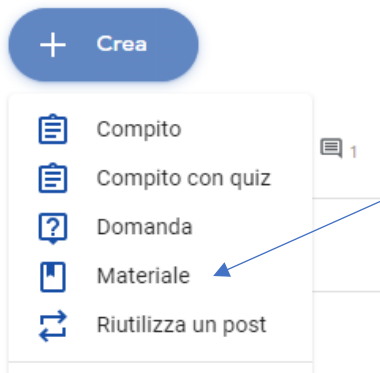 Crea
Compito
1
Compito con quiz
Domanda
Materiale
Riutilizza un post